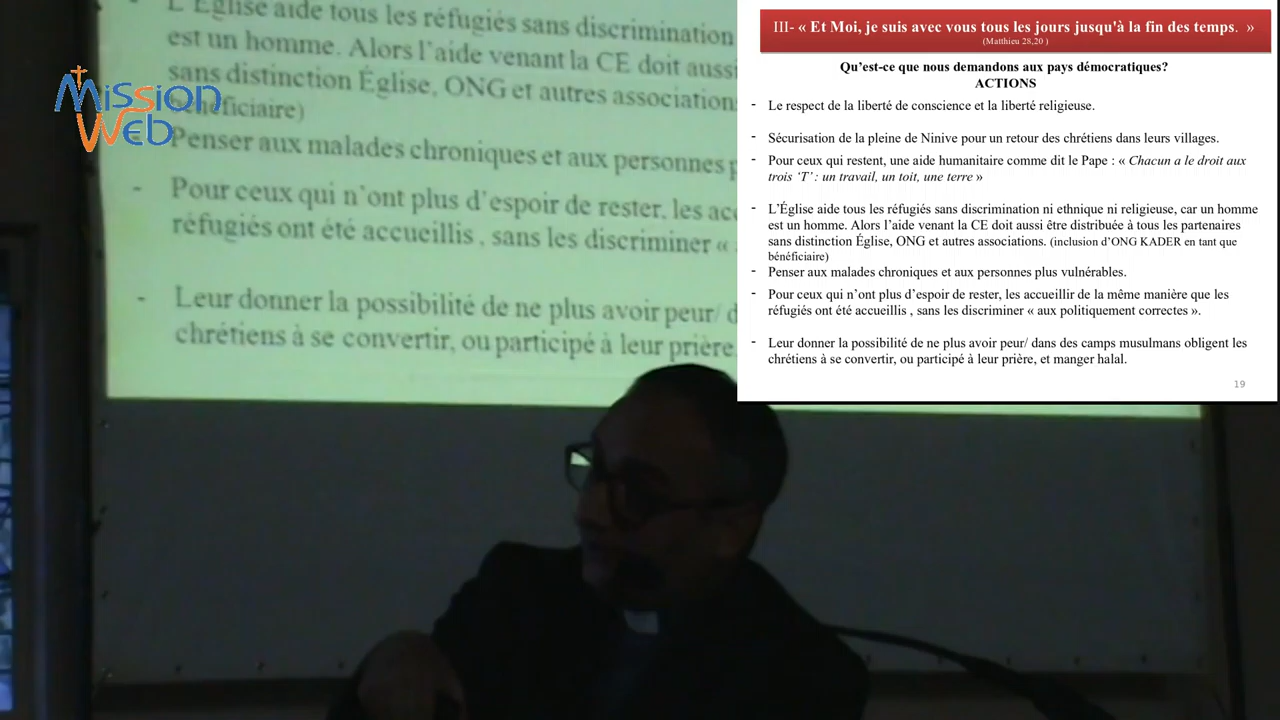 L'Église aide tous les réfugiés sans discrimination
est un homme. Alors l'aide venant la CE doit aussi
sans distinction Église, ONG et autres association
bénéficiaire)
Penser aux malades chroniques et aux personnes p
- Pour ceux qui n'ont plus d'espoir de rester, les acc
réfugiés ont été accueillis , sans les discriminer «
- Leur donner la possibilité de ne plus avoir peur/ d
chrétiens à se convertir, ou participé à leur prière
Mission
Web
III- « Et Moi, je suis avec vous tous les jours jusqu'à la fin des temps. »
(Matthieu 28,20 )
Qu'est-ce que nous demandons aux pays démocratiques?
ACTIONS
- Le respect de la liberté de conscience et la liberté religieuse.
- Sécurisation de la pleine de Ninive pour un retour des chrétiens dans leurs villages.
- Pour ceux qui restent, une aide humanitaire comme dit le Pape : « Chacun a le droit aux
trois 'T' : un travail, un toit, une terre »
- L'Église aide tous les réfugiés sans discrimination ni ethnique ni religieuse, car un homme
est un homme. Alors l'aide venant la CE doit aussi être distribuée à tous les partenaires
sans distinction Église, ONG et autres associations. (inclusion d'ONG KADER en tant que
bénéficiaire)
- Penser aux malades chroniques et aux personnes plus vulnérables.
- Pour ceux qui n'ont plus d'espoir de rester, les accueillir de la même manière que les
réfugiés ont été accueillis , sans les discriminer « aux politiquement correctes ».
- Leur donner la possibilité de ne plus avoir peur/ dans des camps musulmans obligent les
chrétiens à se convertir, ou participé à leur prière, et manger halal.
19